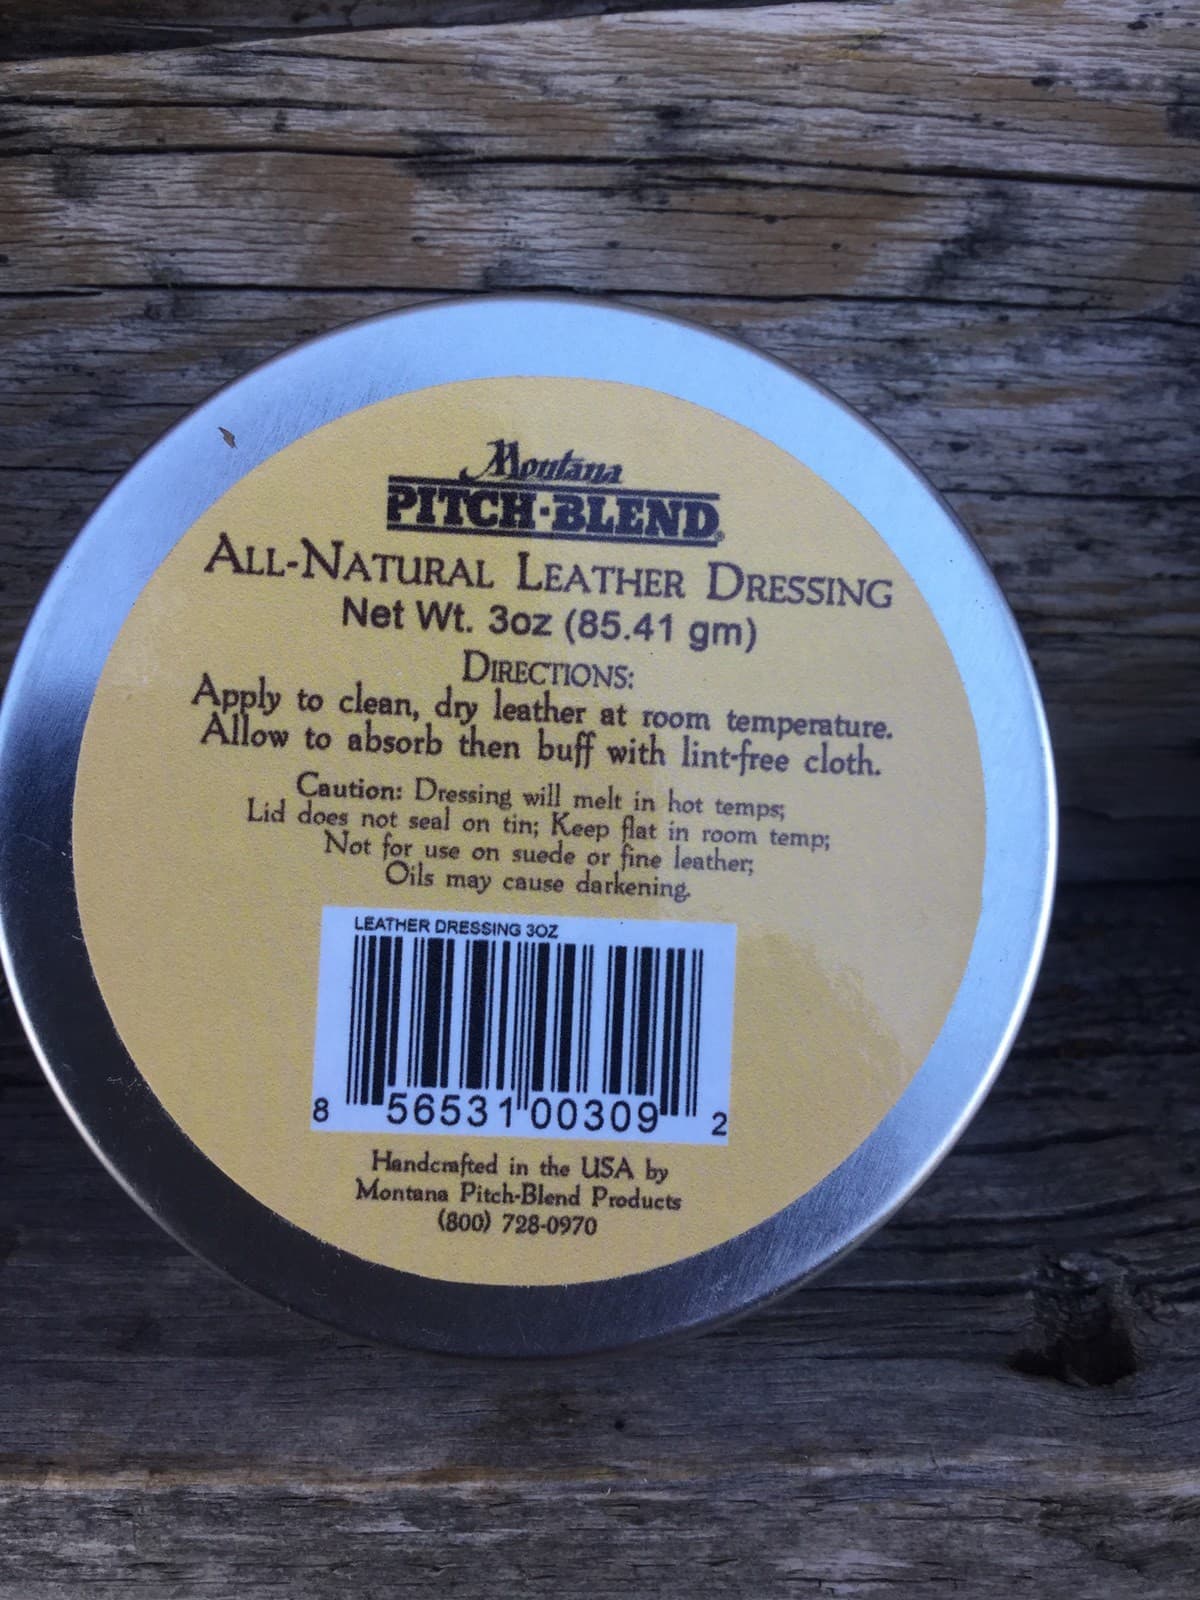 Montana
PITCH-BLEND®
ALL-NATURAL LEATHER DRESSING
Net Wt. 3oz (85.41 gm)
DIRECTIONS:
Apply to clean, dry leather at room temperature.
Allow to absorb then buff with lint-free cloth.
Caution: Dressing will melt in hot temps;
Lid does not seal on tin; Keep flat in room temp;
Not for use on suede or fine leather;
Oils may cause darkening.
LEATHER DRESSING 3OZ
8 56531 00309 2
Handcrafted in the USA by
Montana Pitch-Blend Products
(800) 728-0970